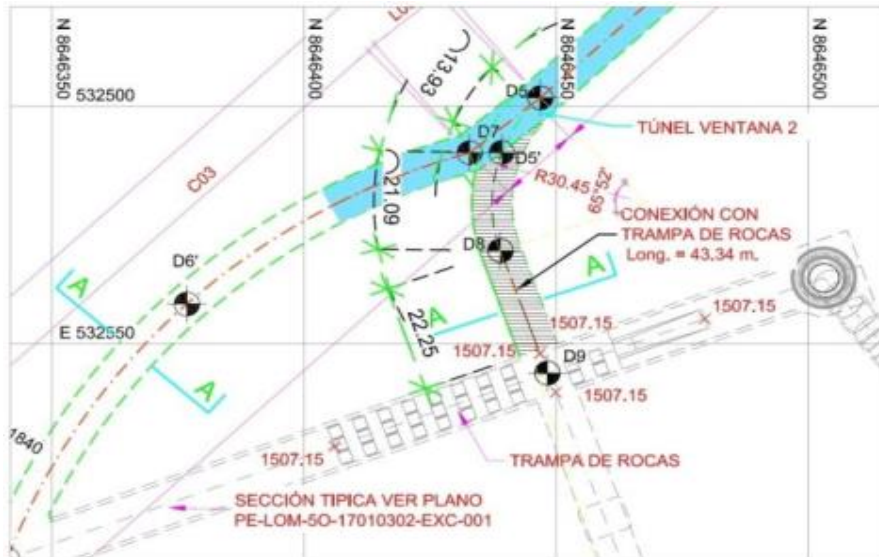 N 8646350
N 8646400
N 8646450
N 8646500
532500
13.93
D5
D7
D5'
TÚNEL VENTANA 2
C03
R30.45
65°52'
21.09
CONEXIÓN CON
TRAMPA DE ROCAS
Long. = 43.34 m.
D8
D6'
A
A
A
A
E 532550
22.25
1507.15
1507.15
1507.15
D9
1507.15
1840
1507.15
TRAMPA DE ROCAS
SECCIÓN TIPICA VER PLANO
PE-LOM-5O-17010302-EXC-001